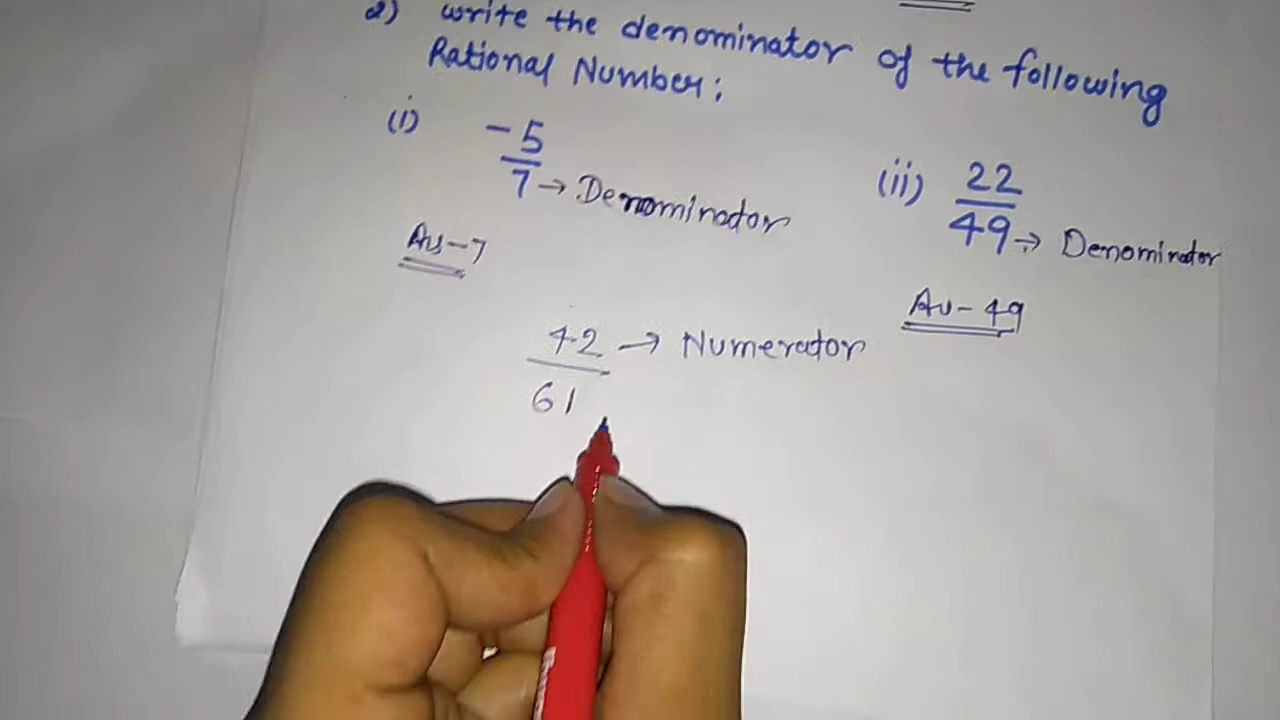 2) write the denominator of the following
Rational Number:
(i) -5/7 → Denominator
(ii) 22/49 → Denominator
Ans-7
Ans-49
42 → Numerator
61